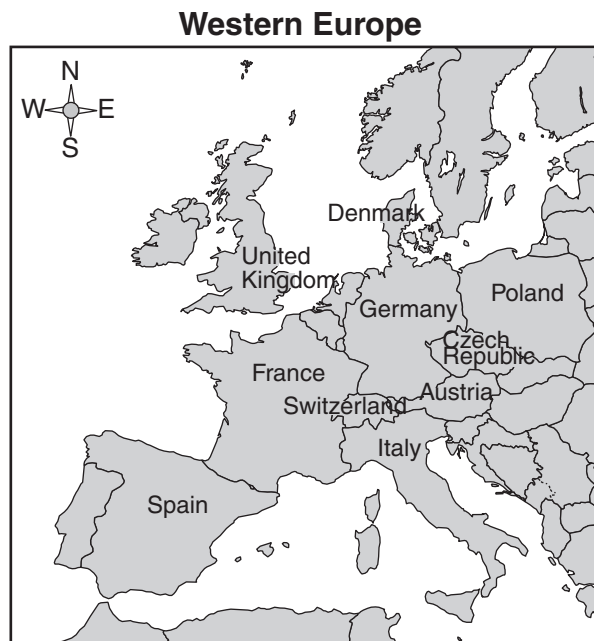 Western Europe
N
W E
S
Denmark
United
Kingdom
Poland
Germany
Czech
Republic
France
Austria
Switzerland
Italy
Spain